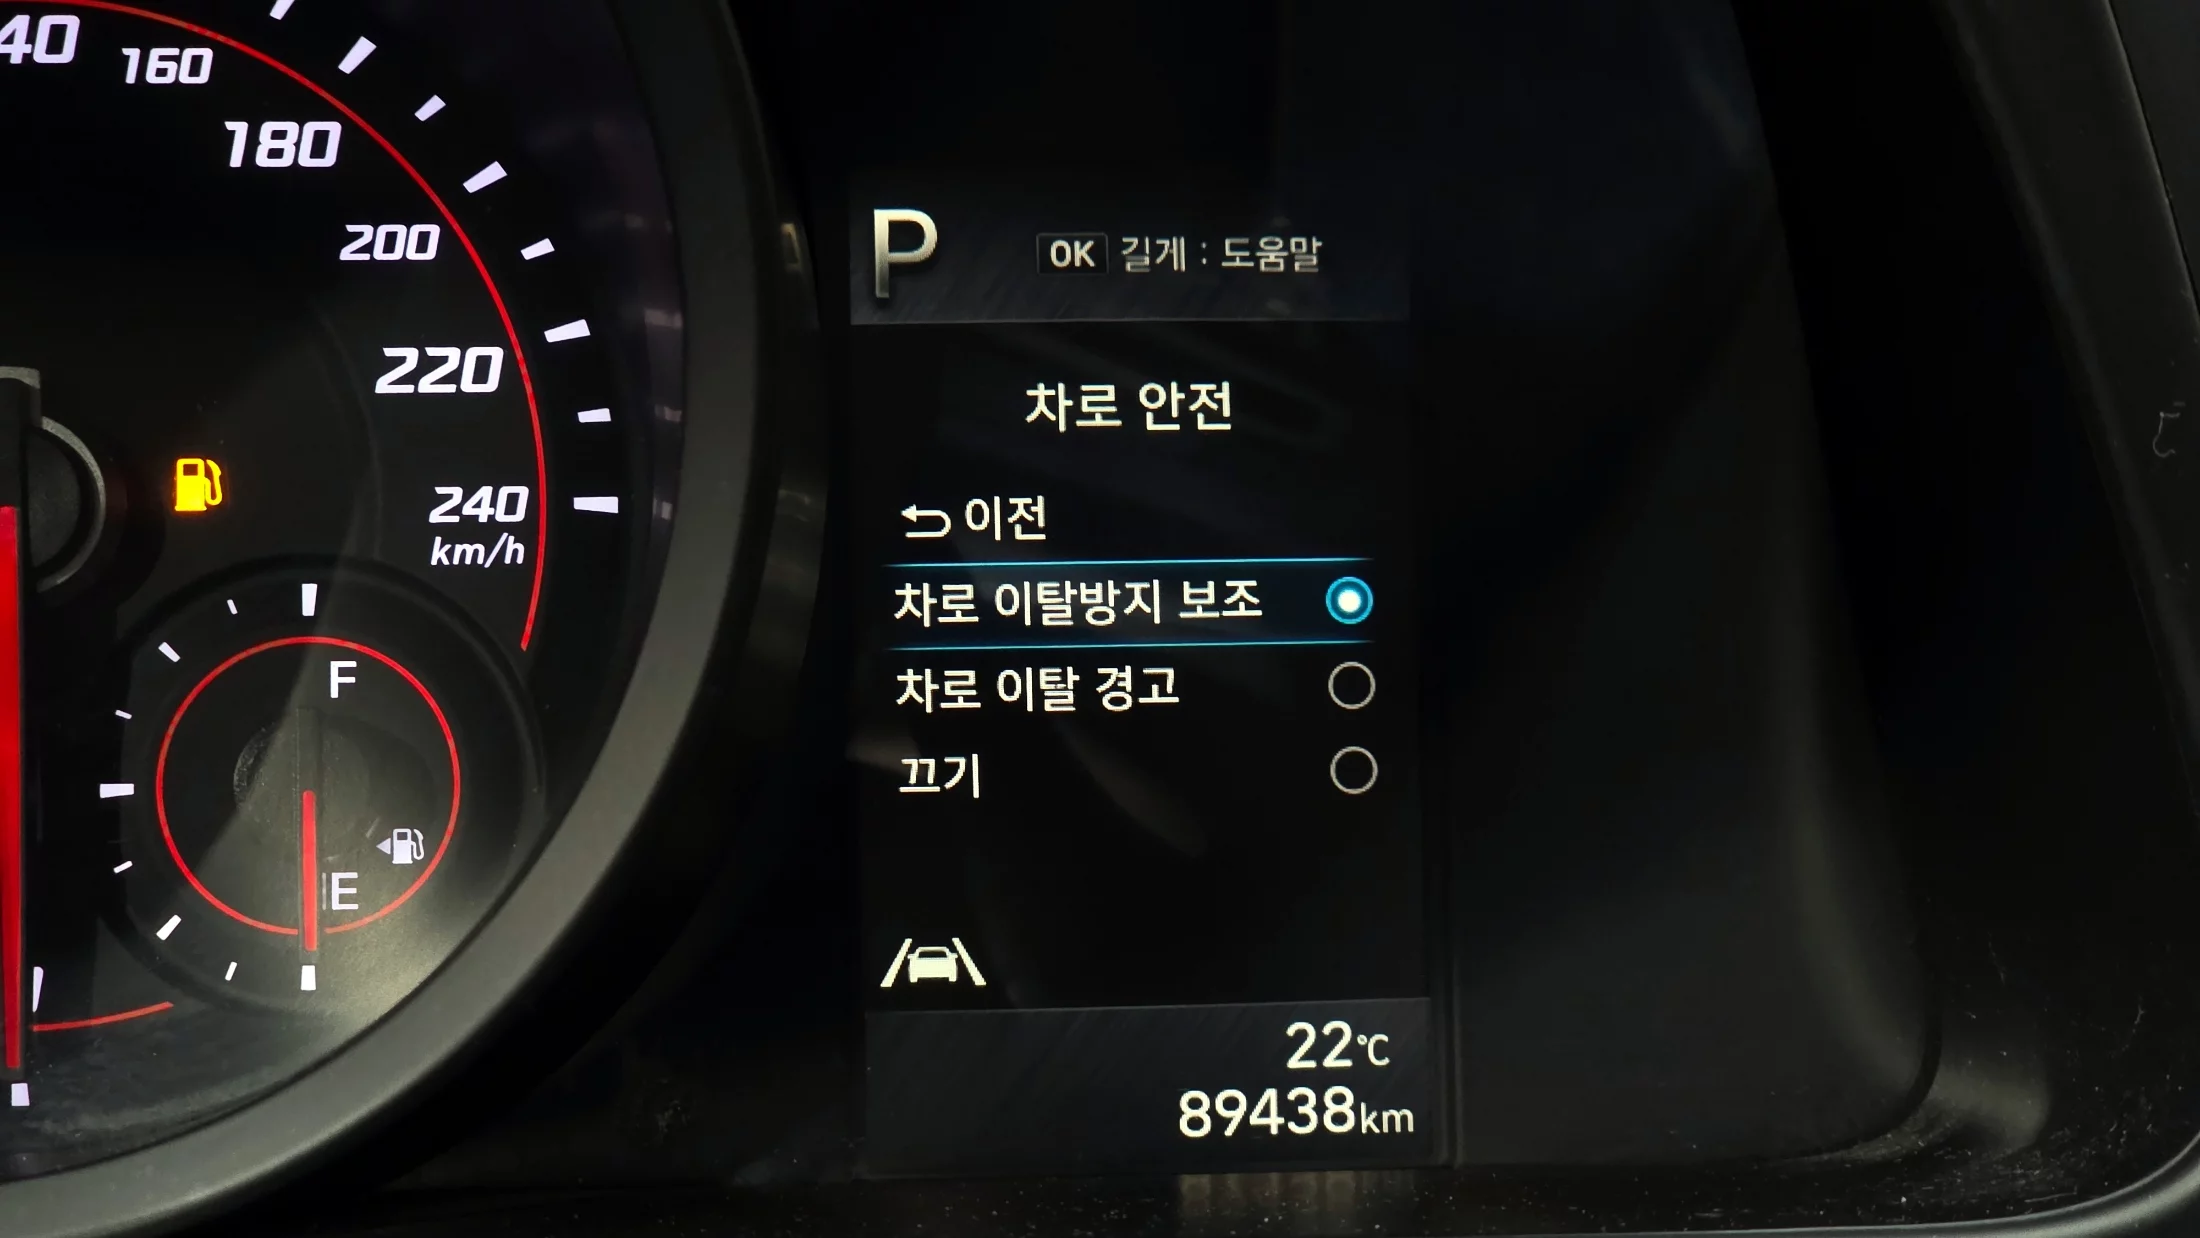 160
180
200
220
240
km/h
F
E
P
OK 길게 : 도움말
차로 안전
이전
차로 이탈방지 보조
차로 이탈 경고
끄기
22℃
89438km